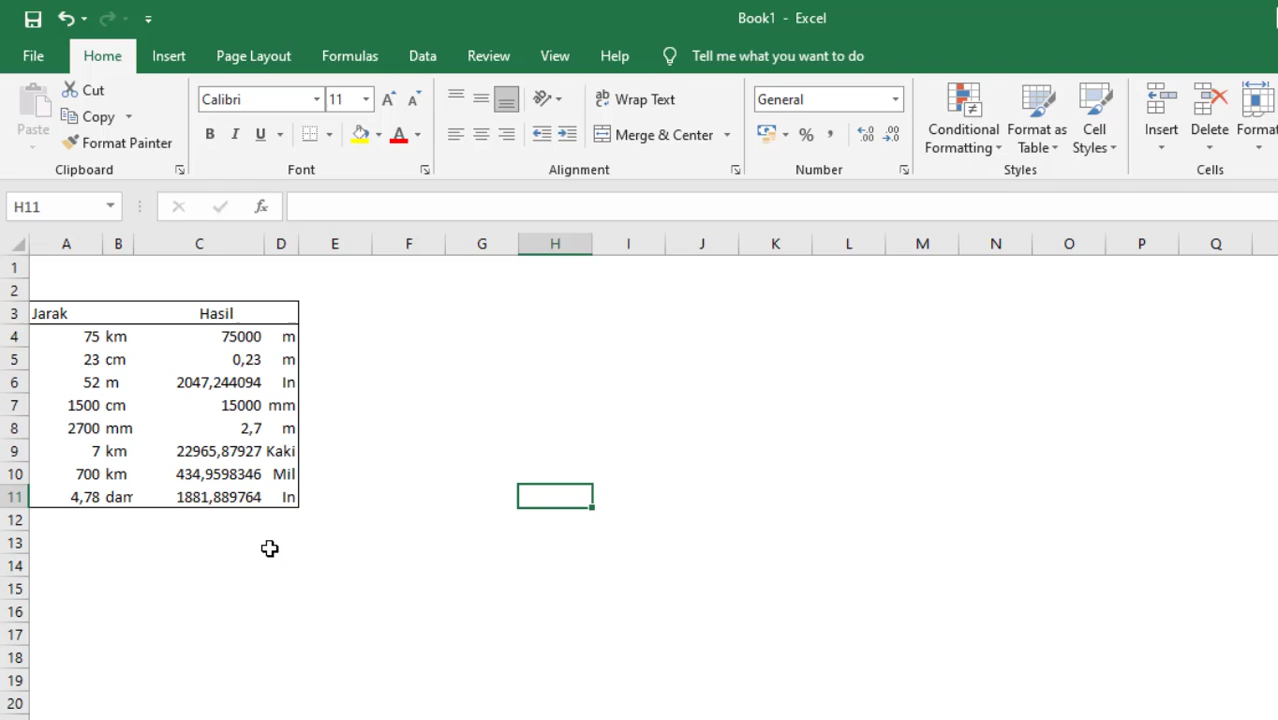 Book1 - Excel
File Home Insert Page Layout Formulas Data Review View Help Tell me what you want to do
Paste Cut Copy Format Painter
Clipboard
Calibri 11 A A B I U A
Font
Wrap Text
Merge & Center
Alignment
General
% , ,0 ,00 ,00 ,0
Number
Conditional Formatting Format as Table Cell Styles
Styles
Insert Delete Format
Cells
H11 fx
A B C D E F G H I J K L M N O P Q
1
2
3 Jarak Hasil
4 75 km 75000 m
5 23 cm 0,23 m
6 52 m 2047,244094 In
7 1500 cm 15000 mm
8 2700 mm 2,7 m
9 7 km 22965,87927 Kaki
10 700 km 434,9598346 Mil
11 4,78 dam 1881,889764 In
12
13
14
15
16
17
18
19
20